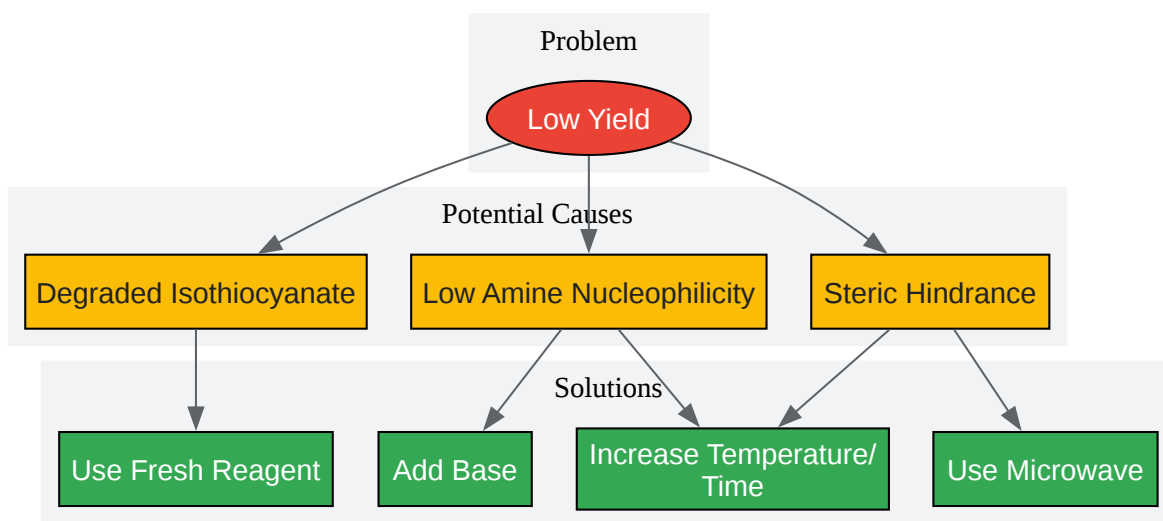 Problem
Low Yield
Potential Causes
Degraded Isothiocyanate
Low Amine Nucleophilicity
Steric Hindrance
Solutions
Use Fresh Reagent
Add Base
Increase Temperature/
Time
Use Microwave